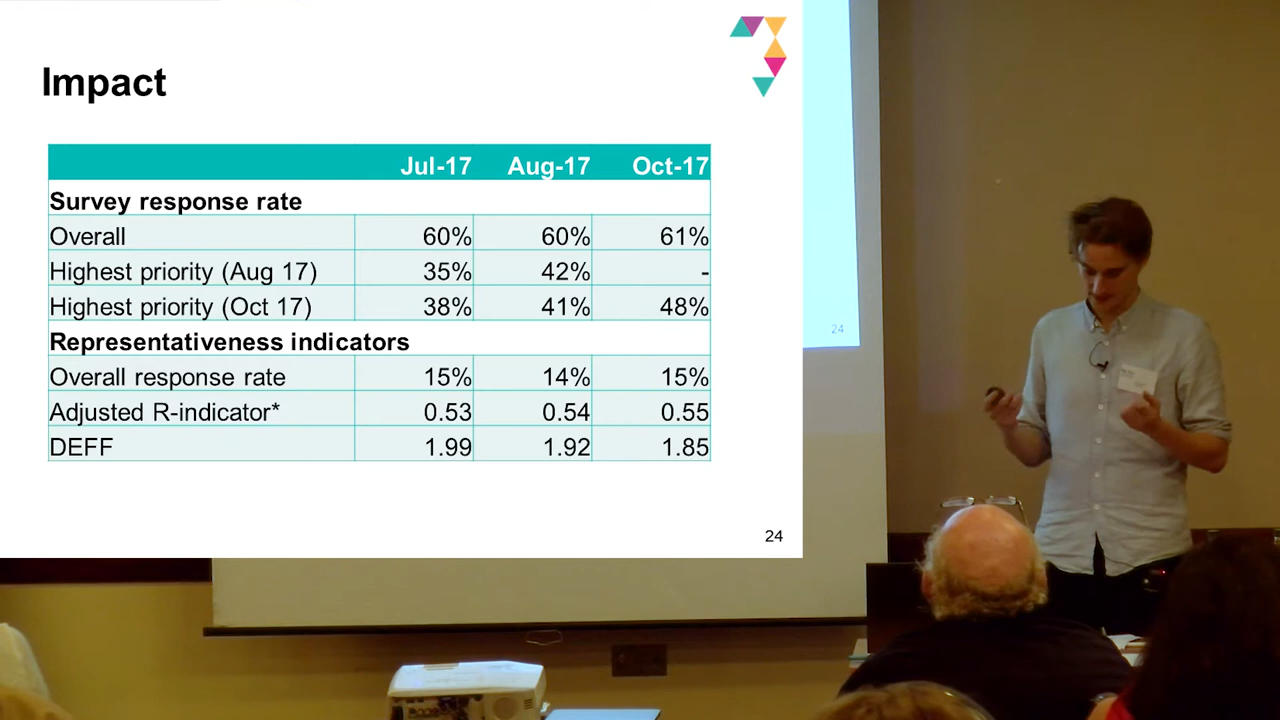 Impact
Jul-17 Aug-17 Oct-17
Survey response rate
Overall 60% 60% 61%
Highest priority (Aug 17) 35% 42% -
Highest priority (Oct 17) 38% 41% 48%
Representativeness indicators
Overall response rate 15% 14% 15%
Adjusted R-indicator* 0.53 0.54 0.55
DEFF 1.99 1.92 1.85
24
24